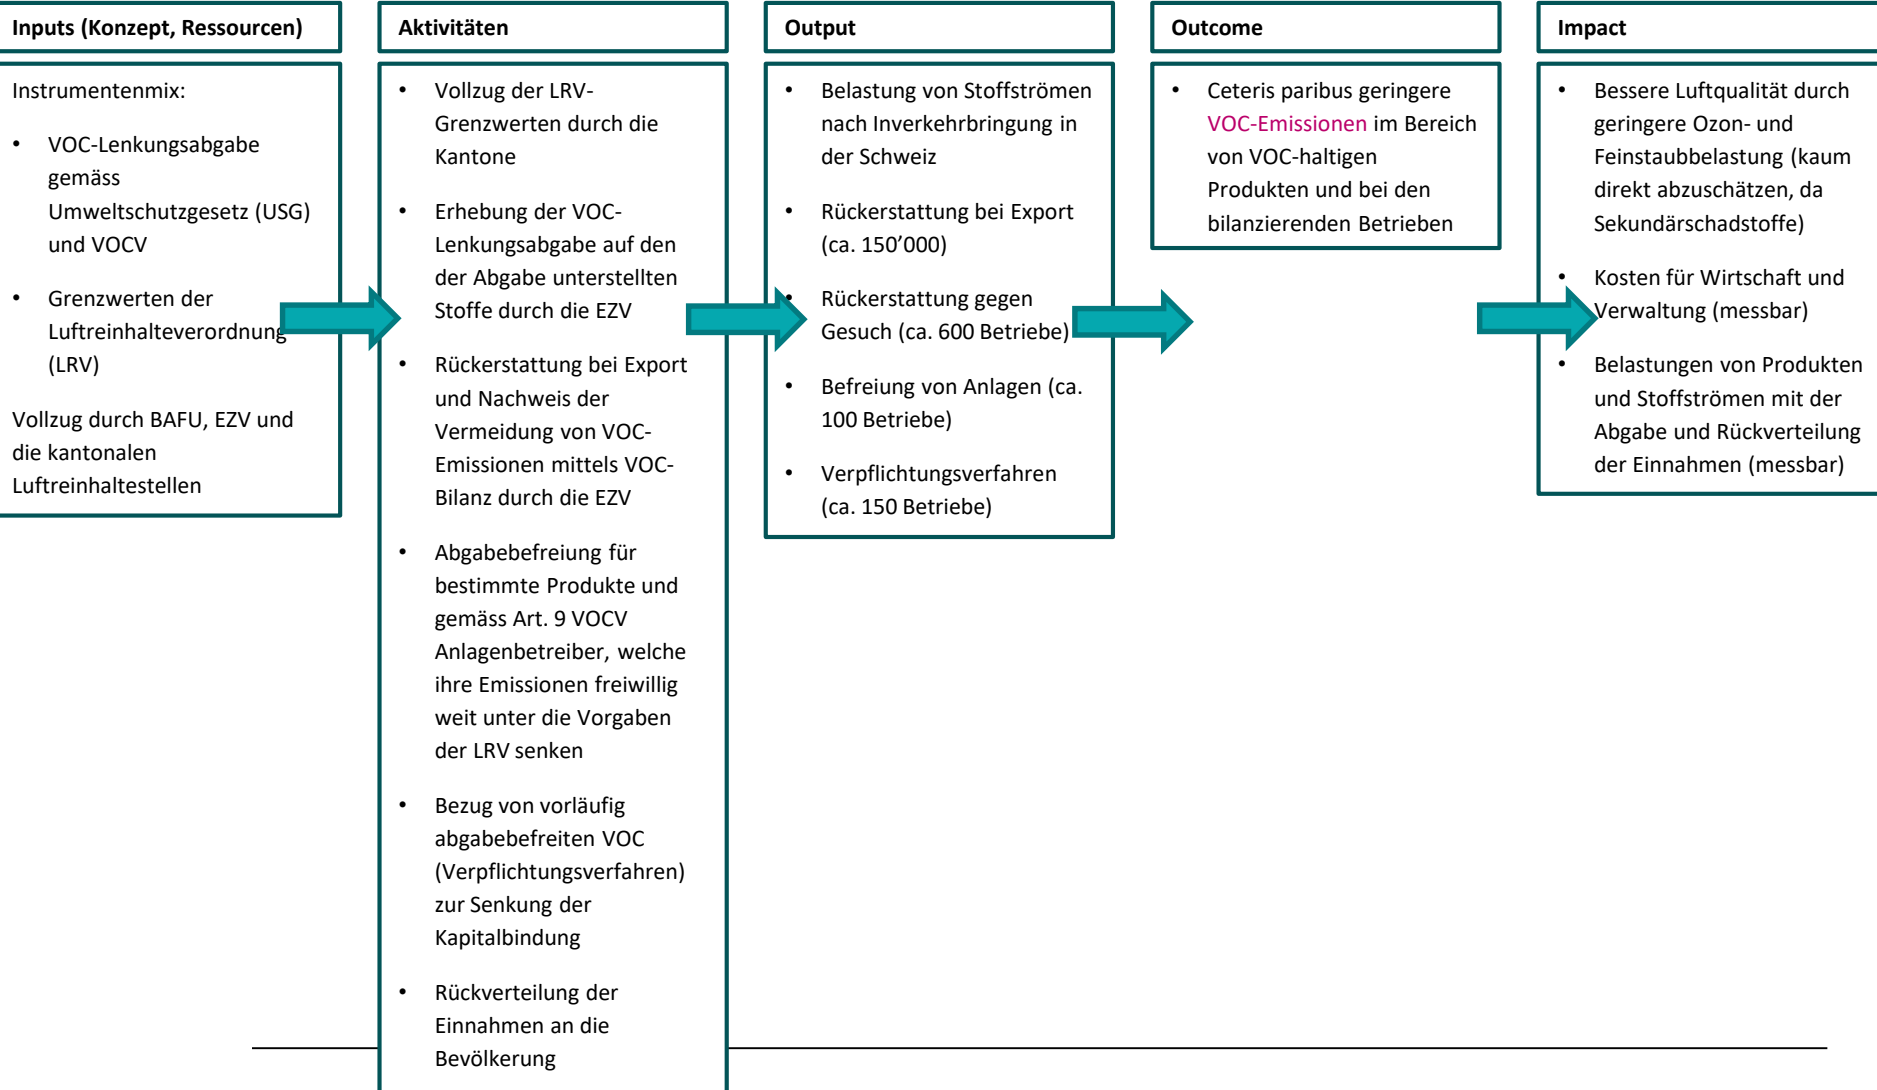 Inputs (Konzept, Ressourcen)
Instrumentenmix:
• VOC-Lenkungsabgabe
gemäss
Umweltschutzgesetz (USG)
und VOCV
• Grenzwerten der
Luftreinhalteverordnung
(LRV)
Vollzug durch BAFU, EZV und
die kantonalen
Luftreinhaltestellen
Aktivitäten
• Vollzug der LRV-
Grenzwerten durch die
Kantone
• Erhebung der VOC-
Lenkungsabgabe auf den
der Abgabe unterstellten
Stoffe durch die EZV
• Rückerstattung bei Export
und Nachweis der
Vermeidung von VOC-
Emissionen mittels VOC-
Bilanz durch die EZV
• Abgabebefreiung für
bestimmte Produkte und
gemäss Art. 9 VOCV
Anlagenbetreiber, welche
ihre Emissionen freiwillig
weit unter die Vorgaben
der LRV senken
• Bezug von vorläufig
abgabebefreiten VOC
(Verpflichtungsverfahren)
zur Senkung der
Kapitalbindung
• Rückverteilung der
Einnahmen an die
Bevölkerung
Output
• Belastung von Stoffströmen
nach Inverkehrbringung in
der Schweiz
• Rückerstattung bei Export
(ca. 150’000)
• Rückerstattung gegen
Gesuch (ca. 600 Betriebe)
• Befreiung von Anlagen (ca.
100 Betriebe)
• Verpflichtungsverfahren
(ca. 150 Betriebe)
Outcome
• Ceteris paribus geringere
VOC-Emissionen im Bereich
von VOC-haltigen
Produkten und bei den
bilanzierenden Betrieben
Impact
• Bessere Luftqualität durch
geringere Ozon- und
Feinstaubbelastung (kaum
direkt abzuschätzen, da
Sekundärschadstoffe)
• Kosten für Wirtschaft und
Verwaltung (messbar)
• Belastungen von Produkten
und Stoffströmen mit der
Abgabe und Rückverteilung
der Einnahmen (messbar)